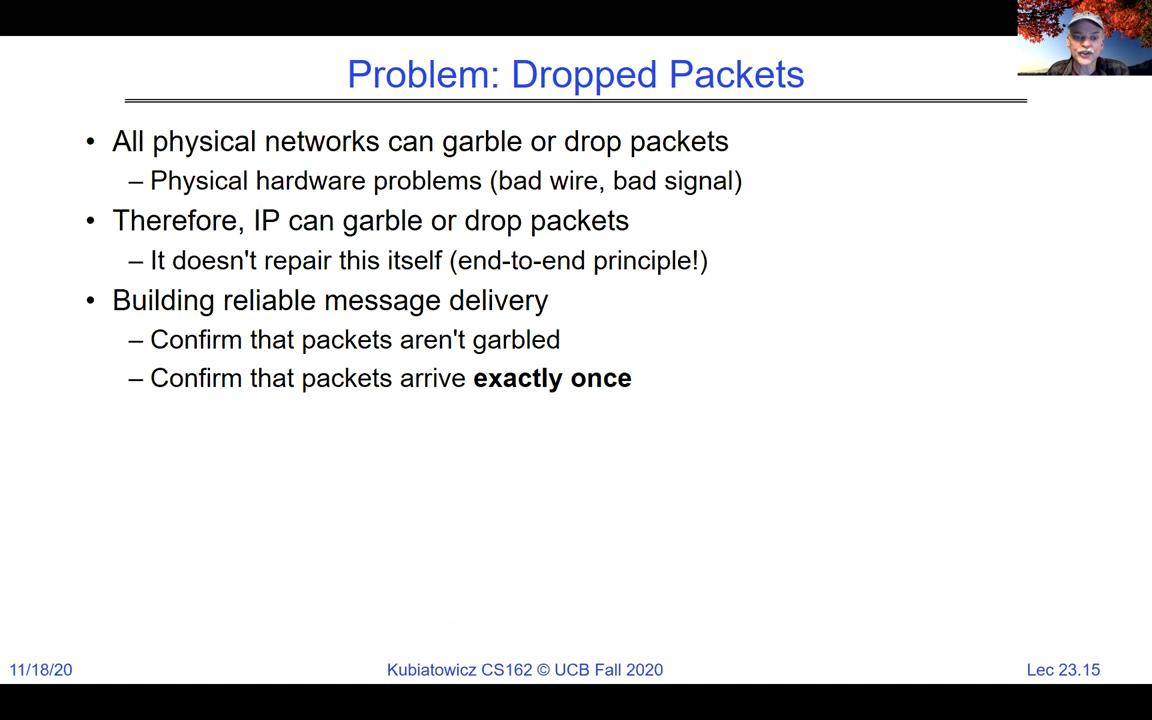 Problem: Dropped Packets
• All physical networks can garble or drop packets
– Physical hardware problems (bad wire, bad signal)
• Therefore, IP can garble or drop packets
– It doesn't repair this itself (end-to-end principle!)
• Building reliable message delivery
– Confirm that packets aren't garbled
– Confirm that packets arrive exactly once
11/18/20
Kubiatowicz CS162 © UCB Fall 2020
Lec 23.15